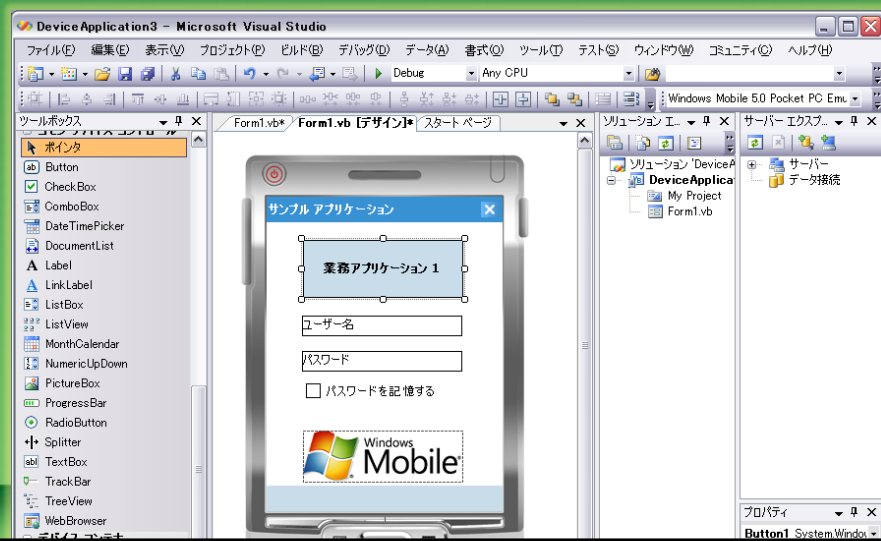 DeviceApplication3 - Microsoft Visual Studio
ファイル(F) 編集(E) 表示(V) プロジェクト(P) ビルド(B) デバッグ(D) データ(A) 書式(O) ツール(T) テスト(S) ウィンドウ(W) コミュニティ(C) ヘルプ(H)
Debug Any CPU
Windows Mobile 5.0 Pocket PC Emu
ツールボックス
Form1.vb* Form1.vb [デザイン]* スタート ページ
ソリューション エ...
サーバー エクスプ...
ポインタ
Button
CheckBox
ComboBox
DateTimePicker
DocumentList
Label
LinkLabel
ListBox
ListView
MonthCalendar
NumericUpDown
PictureBox
ProgressBar
RadioButton
Splitter
TextBox
TrackBar
TreeView
WebBrowser
デバイス コンテナ
サンプル アプリケーション
業務アプリケーション 1
ユーザー名
パスワード
パスワードを記憶する
Windows
Mobile
ソリューション 'DeviceA
DeviceApplica
My Project
Form1.vb
サーバー
データ接続
プロパティ
Button1 System.Window